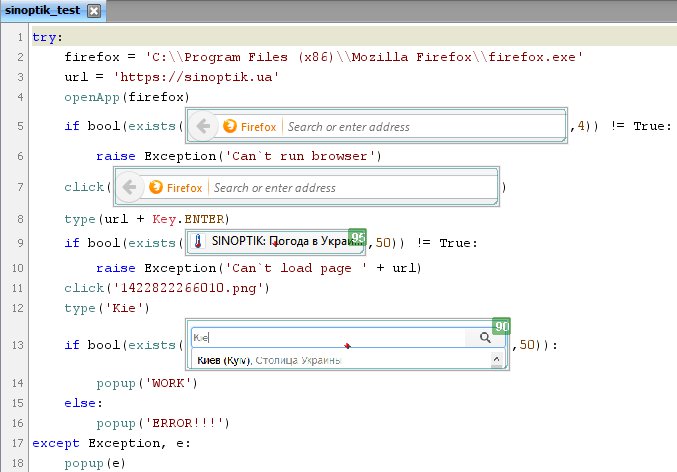 sinoptik_test
1 try:
2 firefox = 'C:\\Program Files (x86)\\Mozilla Firefox\\firefox.exe'
3 url = 'https://sinoptik.ua'
4 openApp(firefox)
5 if bool(exists( Firefox Search or enter address ,4)) != True:
6 raise Exception('Can`t run browser')
7 click( Firefox Search or enter address )
8 type(url + Key.ENTER)
9 if bool(exists( SINOPTIK: Погода в Украи... 95 ,50)) != True:
10 raise Exception('Can`t load page ' + url)
11 click('1422822266010.png')
12 type('Kie')
90
13 if bool(exists( Kie ,50)):
Киев (Kyiv), Столица Украины
14 popup('WORK')
15 else:
16 popup('ERROR!!!')
17 except Exception, e:
18 popup(e)